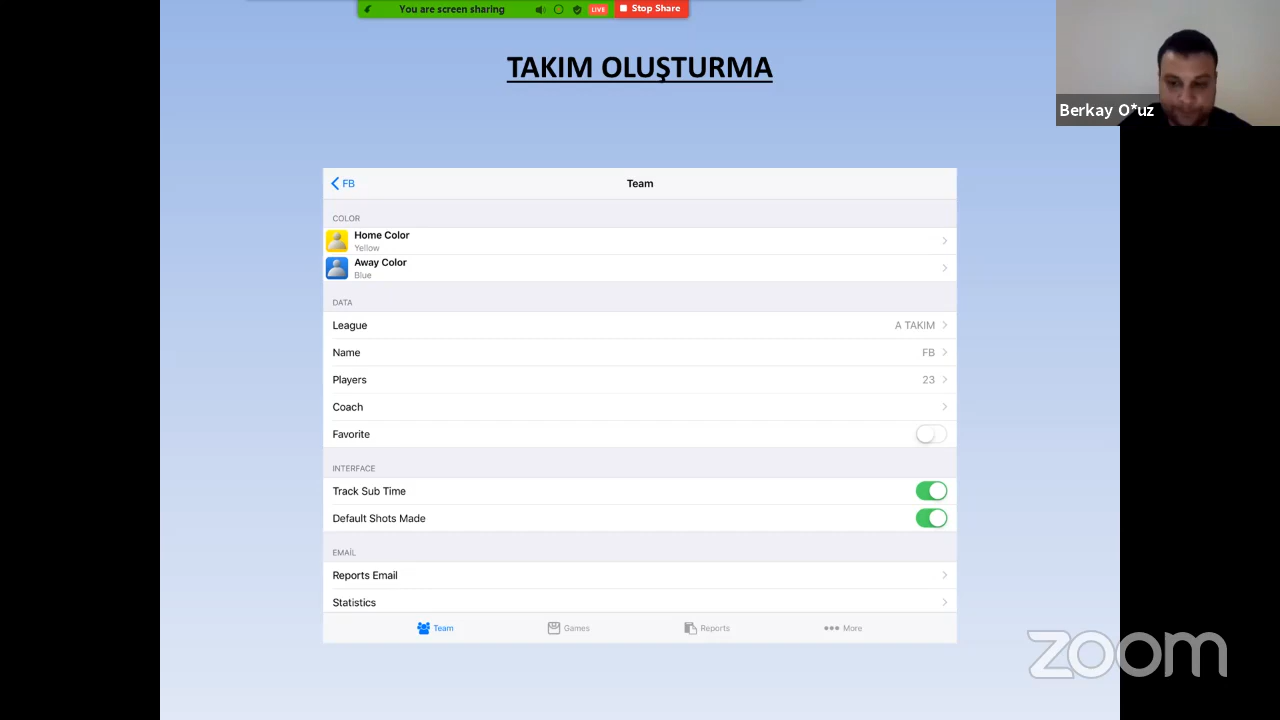 You are screen sharing
LIVE
Stop Share
TAKIM OLUŞTURMA
Berkay O*uz
FB
Team
COLOR
Home Color
Yellow
Away Color
Blue
DATA
League
A TAKIM
Name
FB
Players
23
Coach
Favorite
INTERFACE
Track Sub Time
Default Shots Made
EMAİL
Reports Email
Statistics
Team
Games
Reports
More
zoom